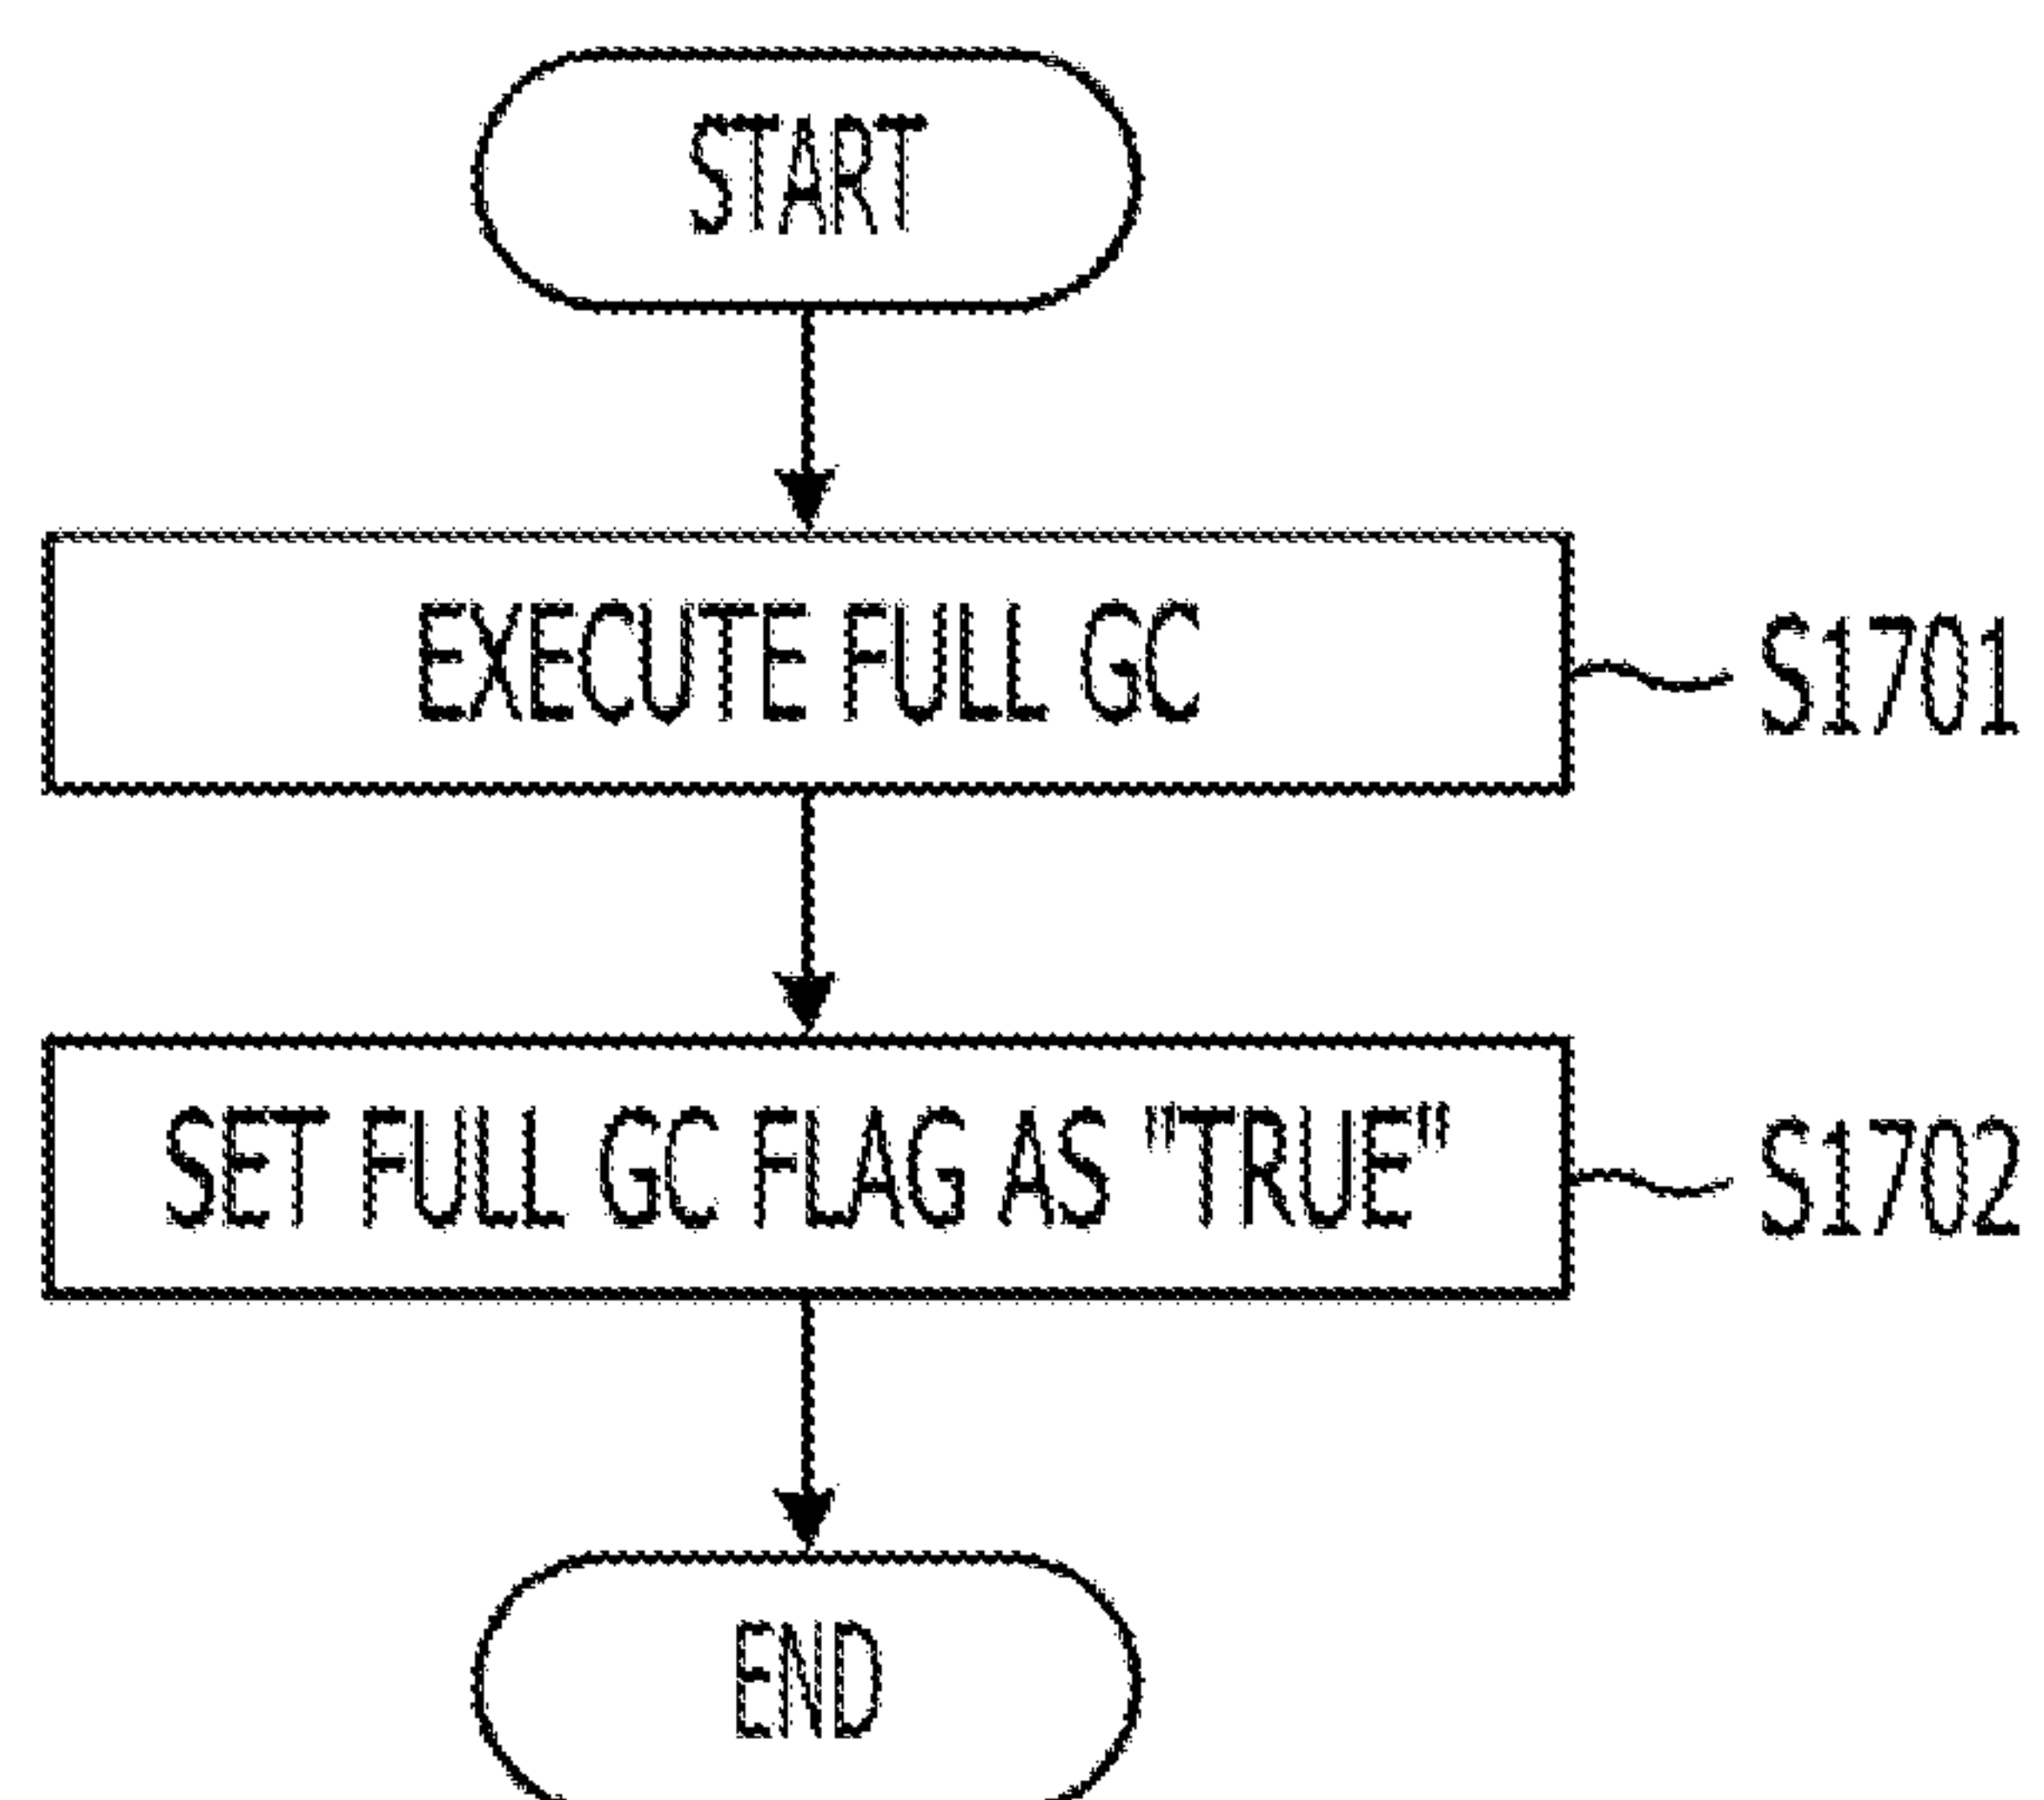 START
EXECUTE FULL GC
S1701
SET FULL GC FLAG AS "TRUE"
S1702
END